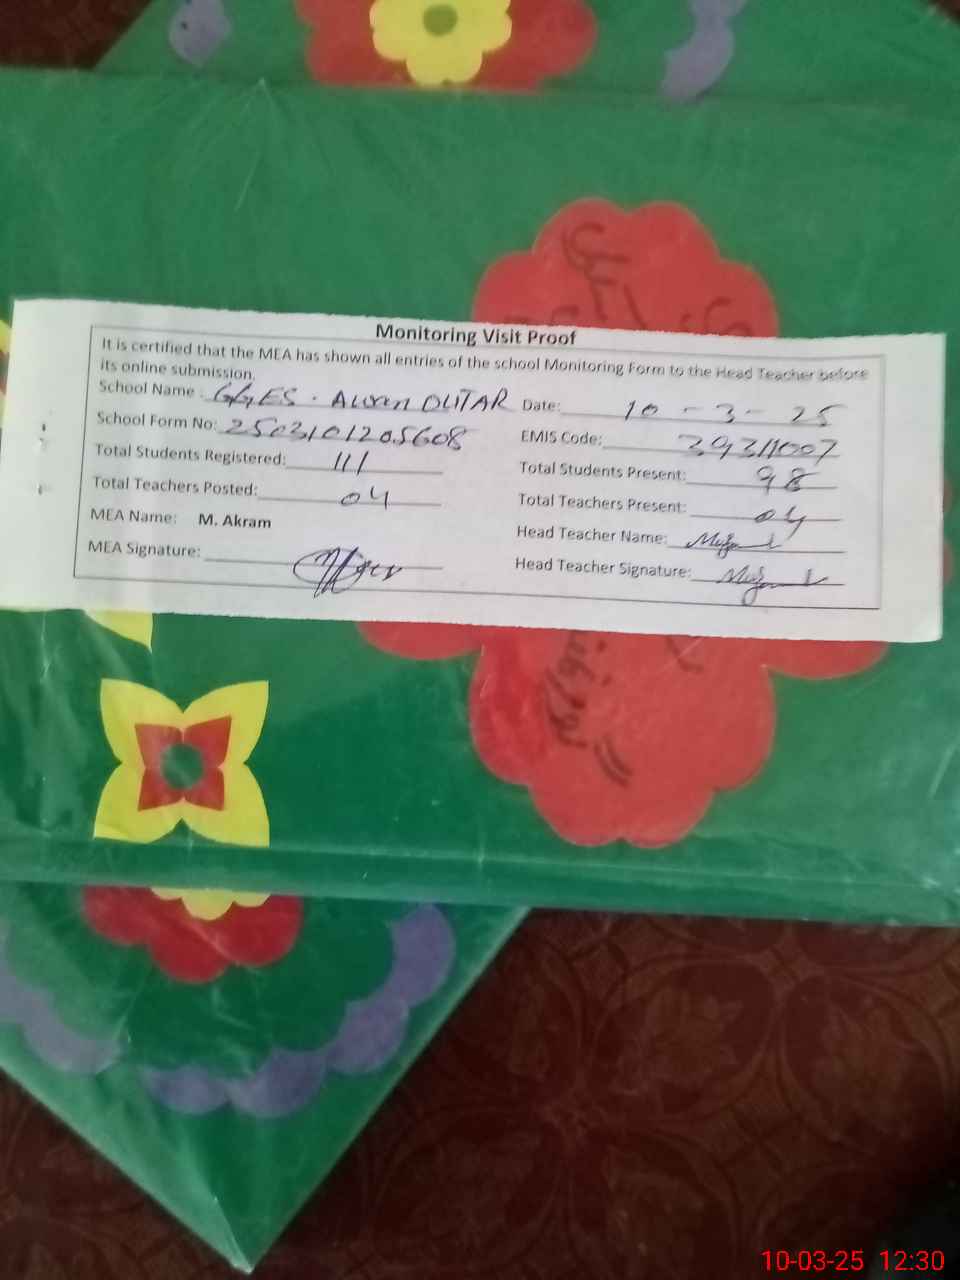 Monitoring Visit Proof
It is certified that the MEA has shown all entries of the school Monitoring Form to the Head Teacher before
its online submission.
School Name : GGES . DLITAR Date: 10 - 3 - 25
School Form No: 2503101205608 EMIS Code: 39311007
Total Students Registered: 111 Total Students Present: 98
Total Teachers Posted: 04 Total Teachers Present: 04
MEA Name: M. Akram Head Teacher Name:
MEA Signature: Head Teacher Signature:
10-03-25 12:30